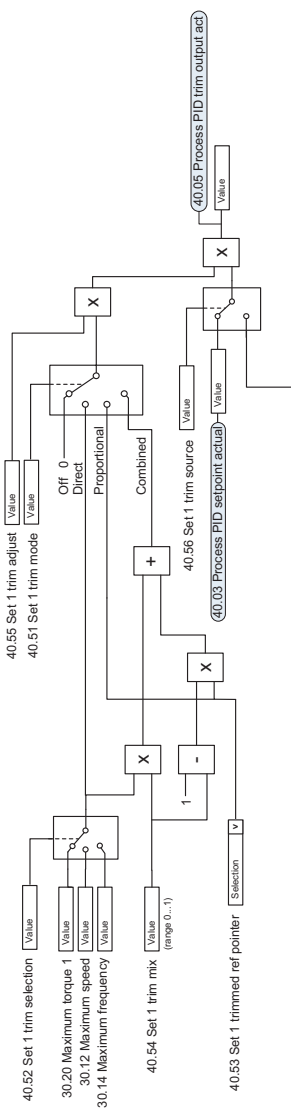 40.55 Set 1 trim adjust Value
40.51 Set 1 trim mode Value
40.52 Set 1 trim selection Value
30.20 Maximum torque 1 Value
30.12 Maximum speed Value
30.14 Maximum frequency Value
40.54 Set 1 trim mix Value
(range 0...1)
40.53 Set 1 trimmed ref pointer Selection v
1
-
x
x
+
Off 0
Direct
Proportional
Combined
x
40.56 Set 1 trim source Value
40.03 Process PID setpoint actual Value
x
40.05 Process PID trim output act
Value